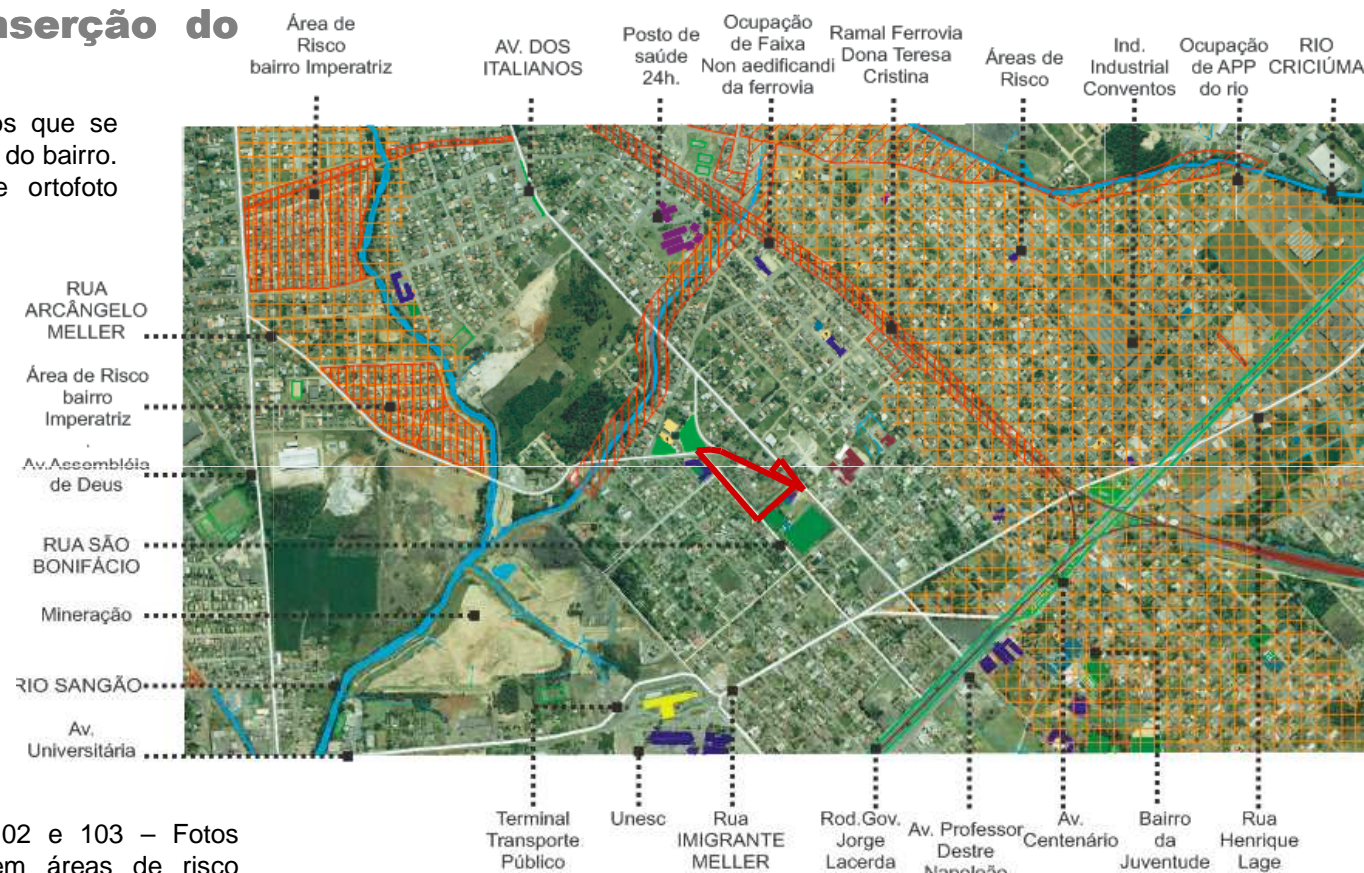 nserção do
os que se
do bairro.
e ortofoto
Área de
Risco
bairro Imperatriz
AV. DOS
ITALIANOS
Posto de
saúde
24h.
Ocupação
de Faixa
Non aedificandi
da ferrovia
Ramal Ferrovia
Dona Teresa
Cristina
Áreas de
Risco
Ind.
Industrial
Conventos
Ocupação
de APP
do rio
RIO
CRICIÚMA
RUA
ARCÂNGELO
MELLER
Área de Risco
bairro
Imperatriz
Av.Assembléia
de Deus
RUA SÃO
BONIFÁCIO
Mineração
RIO SANGÃO
Av.
Universitária
Terminal
Transporte
Público
Unesc
Rua
IMIGRANTE
MELLER
Rod.Gov.
Jorge
Lacerda
Av. Professor
Destre
Napoleão
Av.
Centenário
Bairro
da
Juventude
Rua
Henrique
Lage
02 e 103 – Fotos
em áreas de risco